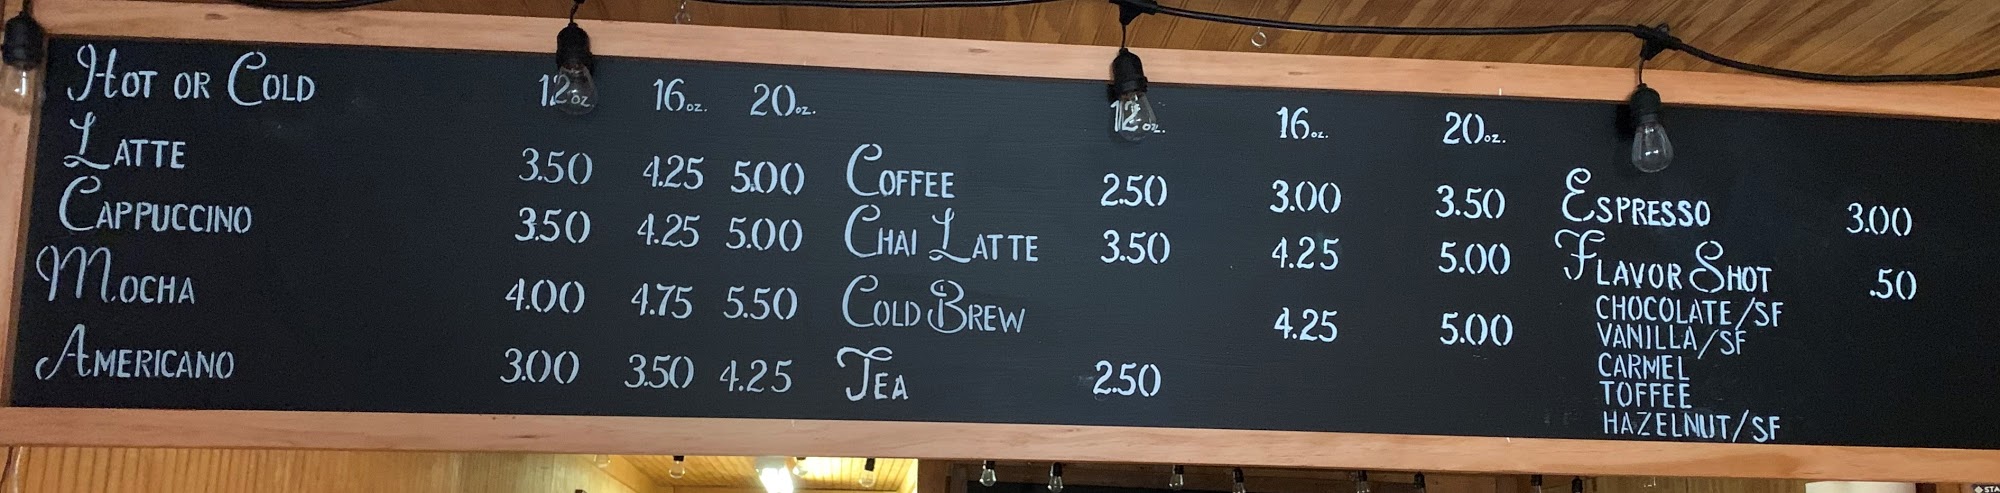 Hot or Cold 12oz. 16oz. 20oz.
Latte 3.50 4.25 5.00
Cappuccino 3.50 4.25 5.00
Mocha 4.00 4.75 5.50
Americano 3.00 3.50 4.25
12oz. 16oz. 20oz.
Coffee 2.50 3.00 3.50
Chai Latte 3.50 4.25 5.00
Cold Brew 4.25 5.00
Tea 2.50
Espresso 3.00
Flavor Shot .50
CHOCOLATE/SF
VANILLA/SF
CARMEL
TOFFEE
HAZELNUT/SF